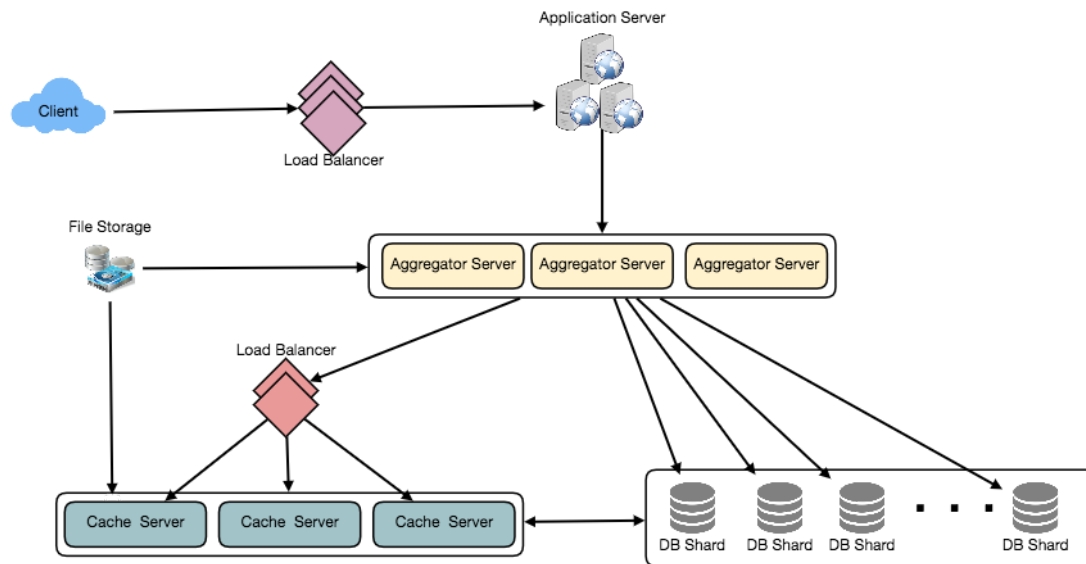 Application Server
Client
Load Balancer
File Storage
Aggregator Server
Aggregator Server
Aggregator Server
Load Balancer
Cache Server
Cache Server
Cache Server
DB Shard
DB Shard
DB Shard
DB Shard